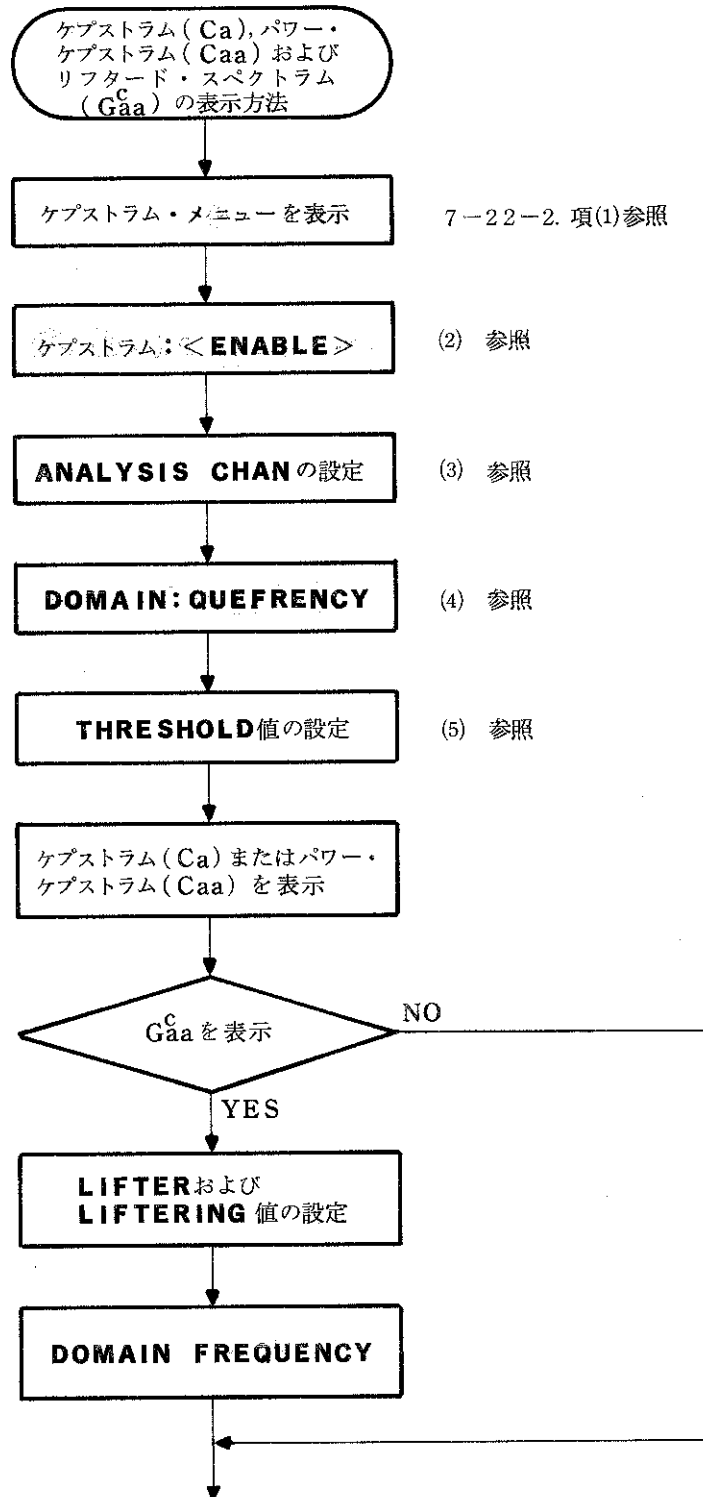 ケプストラム(Ca),パワー・
ケプストラム(Caa)および
リフタード・スペクトラム
(Gᶜaa)の表示方法
ケプストラム・メニューを表示
7-22-2. 項(1)参照
ケプストラム:<ENABLE>
(2) 参照
ANALYSIS CHANの設定
(3) 参照
DOMAIN:QUEFRENCY
(4) 参照
THRESHOLD値の設定
(5) 参照
ケプストラム(Ca)またはパワー・
ケプストラム(Caa)を表示
Gᶜaaを表示
NO
YES
LIFTERおよび
LIFTERING値の設定
DOMAIN FREQUENCY